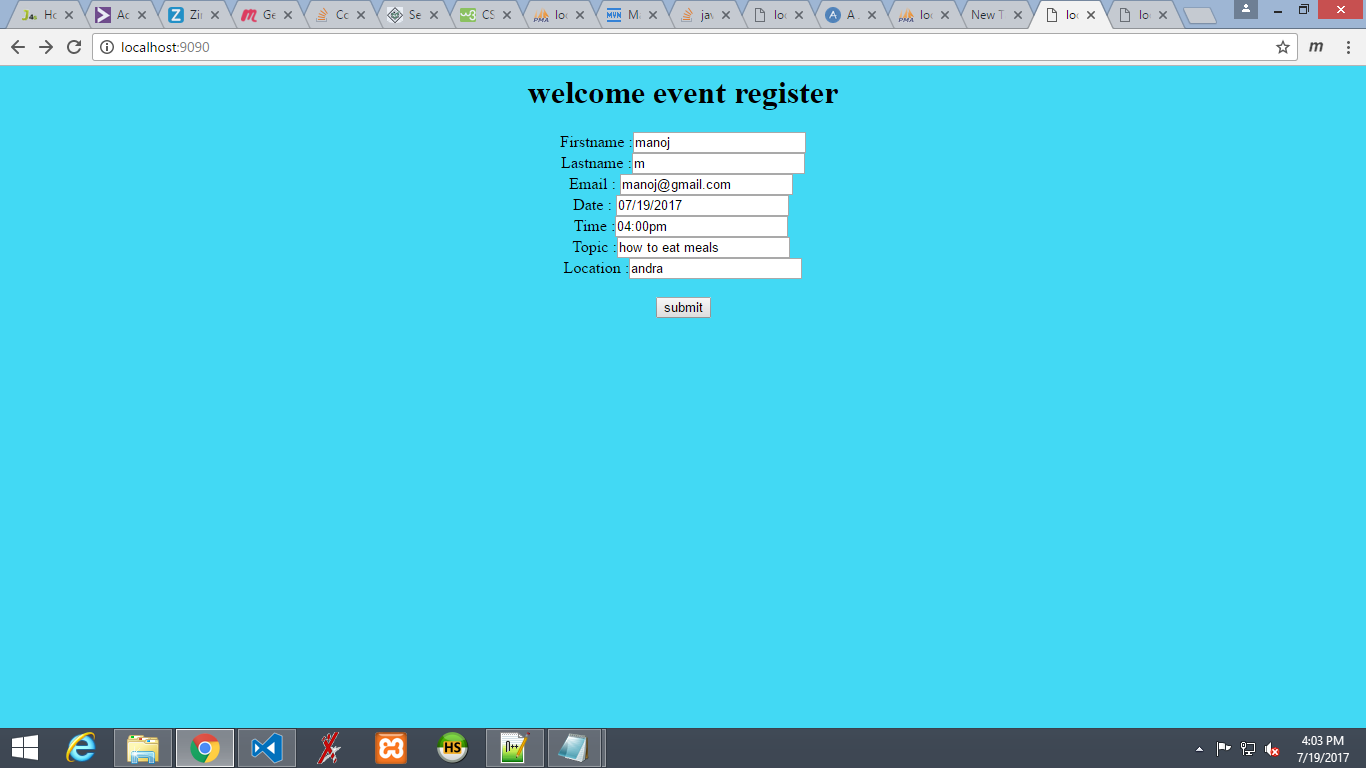 Ho Ac Zi Ge Co Se CS loc M jav loc A loc New T loc loc
localhost:9090
welcome event register
Firstname :manoj
Lastname :m
Email : manoj@gmail.com
Date : 07/19/2017
Time :04:00pm
Topic :how to eat meals
Location :andra
submit
4:03 PM
7/19/2017